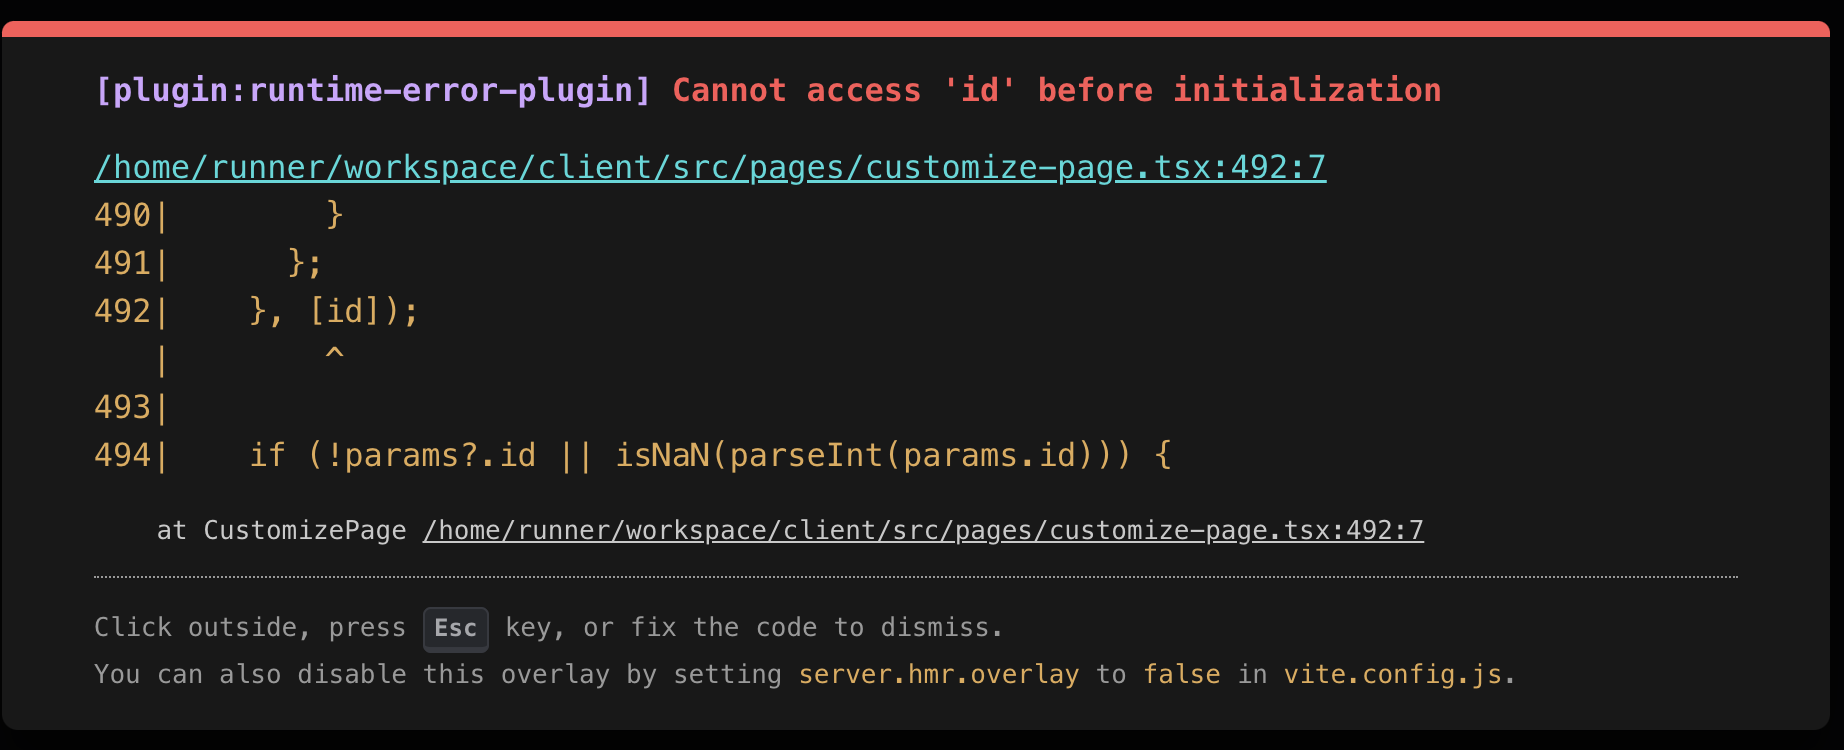 [plugin:runtime-error-plugin] Cannot access 'id' before initialization
/home/runner/workspace/client/src/pages/customize-page.tsx:492:7
490|        }
491|      };
492|    }, [id]);
   |        ^
493|
494|    if (!params?.id || isNaN(parseInt(params.id))) {
at CustomizePage /home/runner/workspace/client/src/pages/customize-page.tsx:492:7
Click outside, press Esc key, or fix the code to dismiss.
You can also disable this overlay by setting server.hmr.overlay to false in vite.config.js.